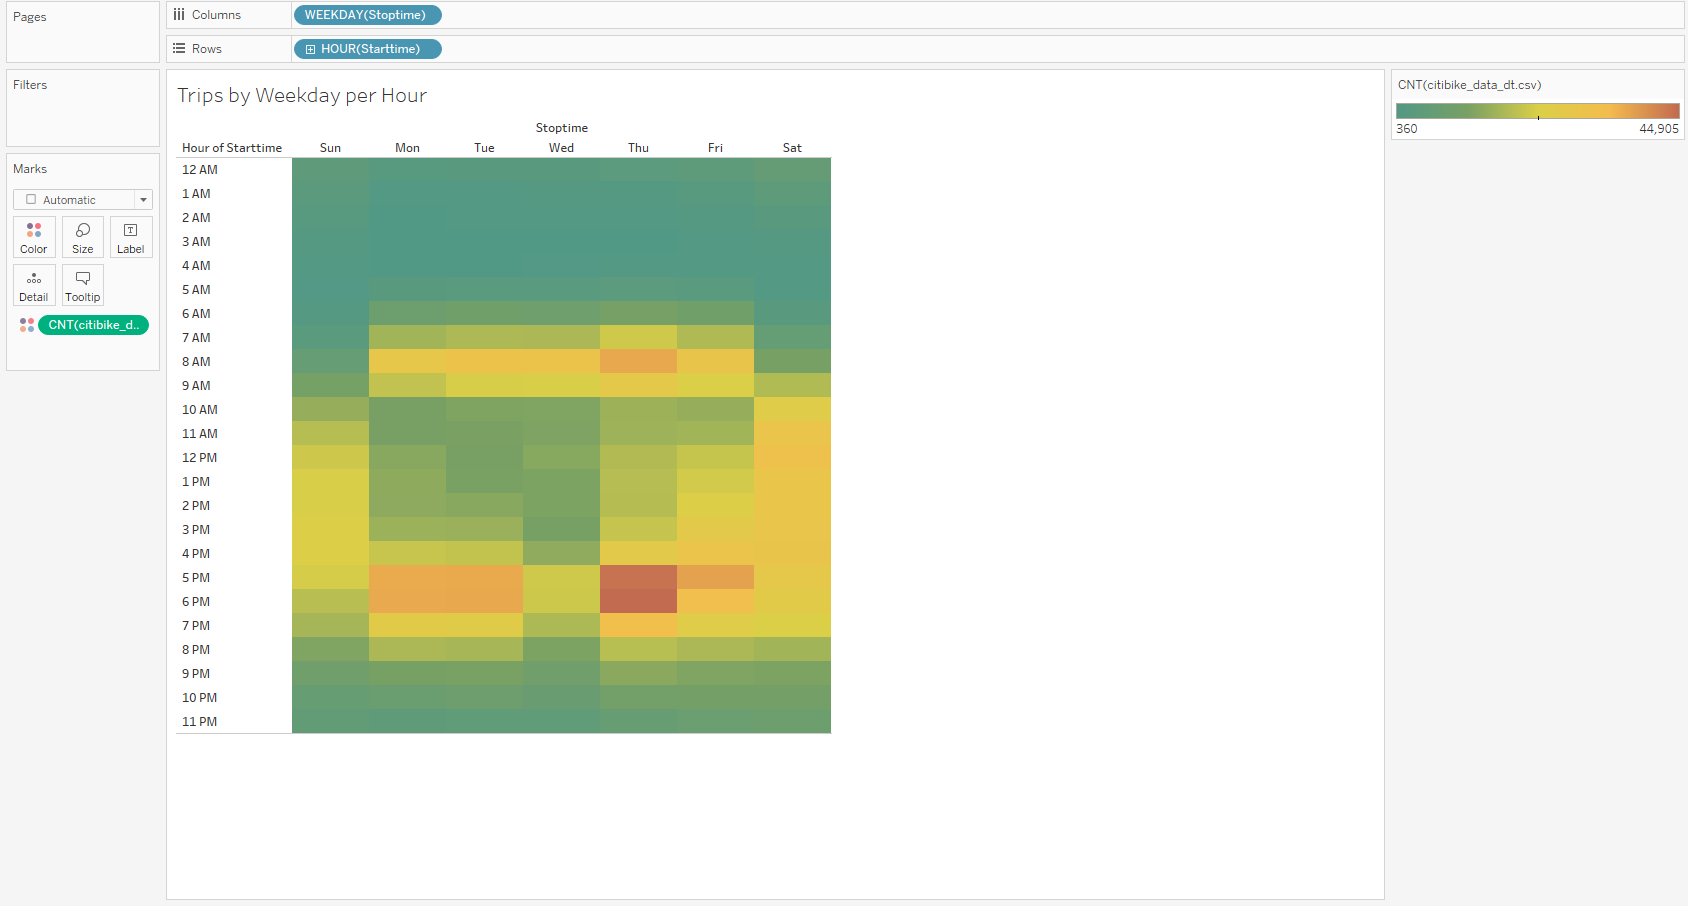 Pages
Columns
WEEKDAY(Stoptime)
Rows
HOUR(Starttime)
Filters
Marks
Automatic
Color
Size
Label
Detail
Tooltip
CNT(citibike_d..
Trips by Weekday per Hour
Stoptime
Hour of Starttime Sun Mon Tue Wed Thu Fri Sat
12 AM
1 AM
2 AM
3 AM
4 AM
5 AM
6 AM
7 AM
8 AM
9 AM
10 AM
11 AM
12 PM
1 PM
2 PM
3 PM
4 PM
5 PM
6 PM
7 PM
8 PM
9 PM
10 PM
11 PM
CNT(citibike_data_dt.csv)
360 44,905